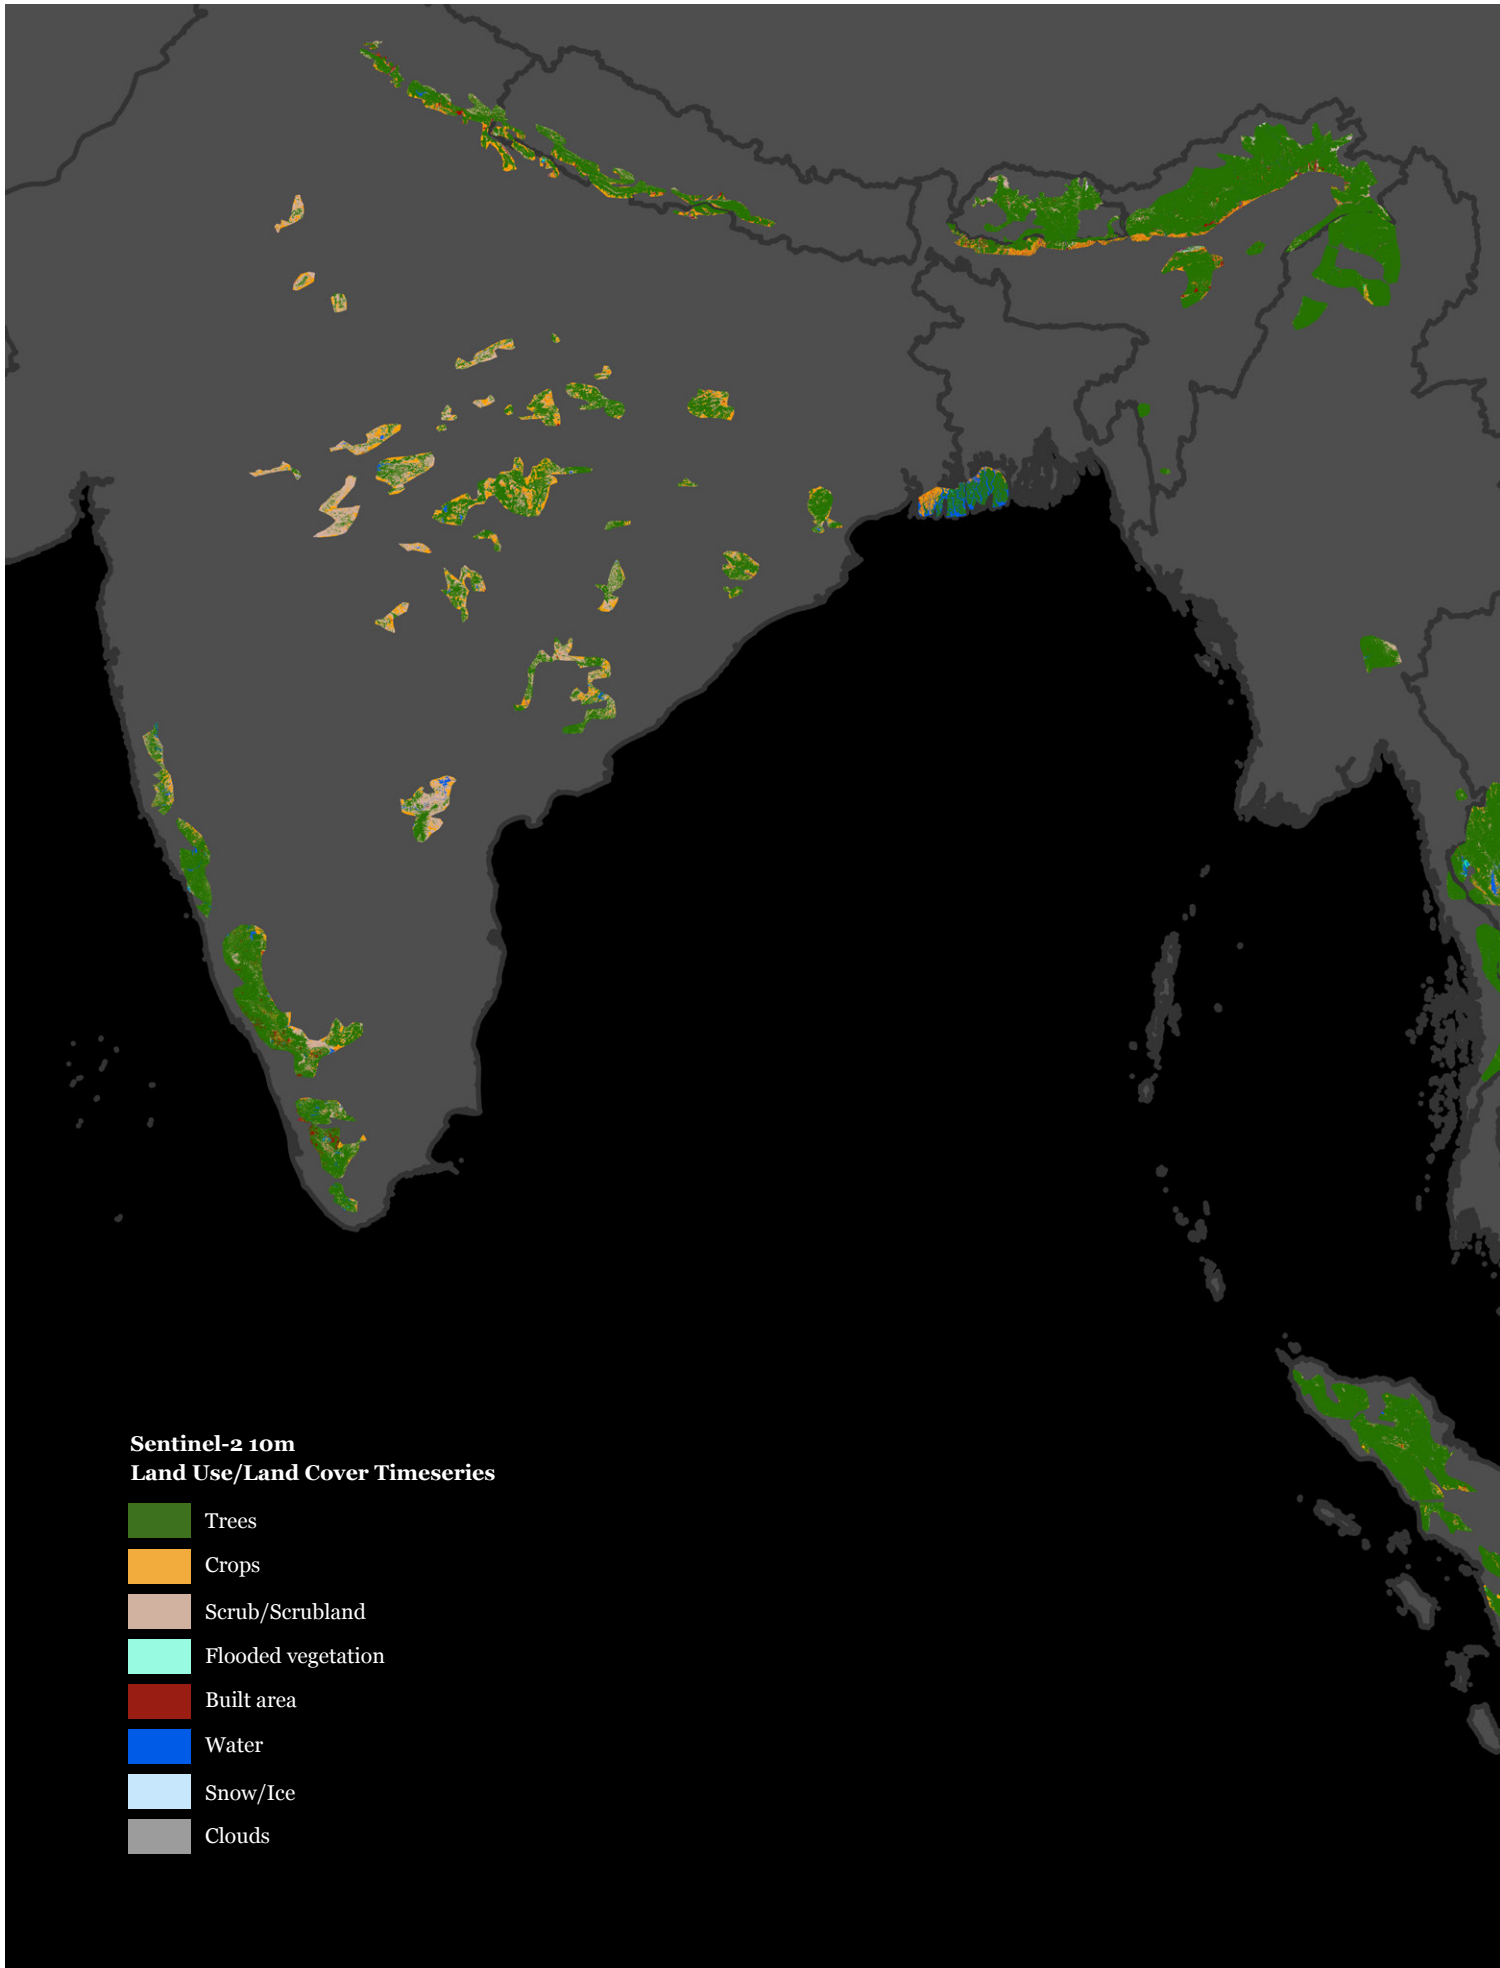 Sentinel-2 10m
Land Use/Land Cover Timeseries
Trees
Crops
Scrub/Scrubland
Flooded vegetation
Built area
Water
Snow/Ice
Clouds